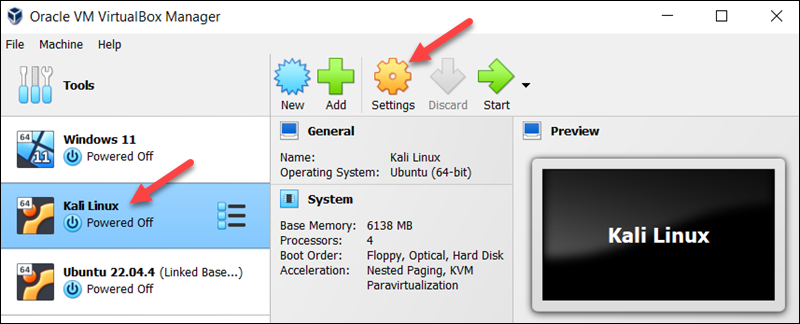 Oracle VM VirtualBox Manager
File Machine Help
Tools
New Add Settings Discard Start
64
11
Windows 11
Powered Off
64
Kali Linux
Powered Off
64
Ubuntu 22.04.4 (Linked Base...)
Powered Off
General
Name: Kali Linux
Operating System: Ubuntu (64-bit)
System
Base Memory: 6138 MB
Processors: 4
Boot Order: Floppy, Optical, Hard Disk
Acceleration: Nested Paging, KVM
Paravirtualization
Preview
Kali Linux